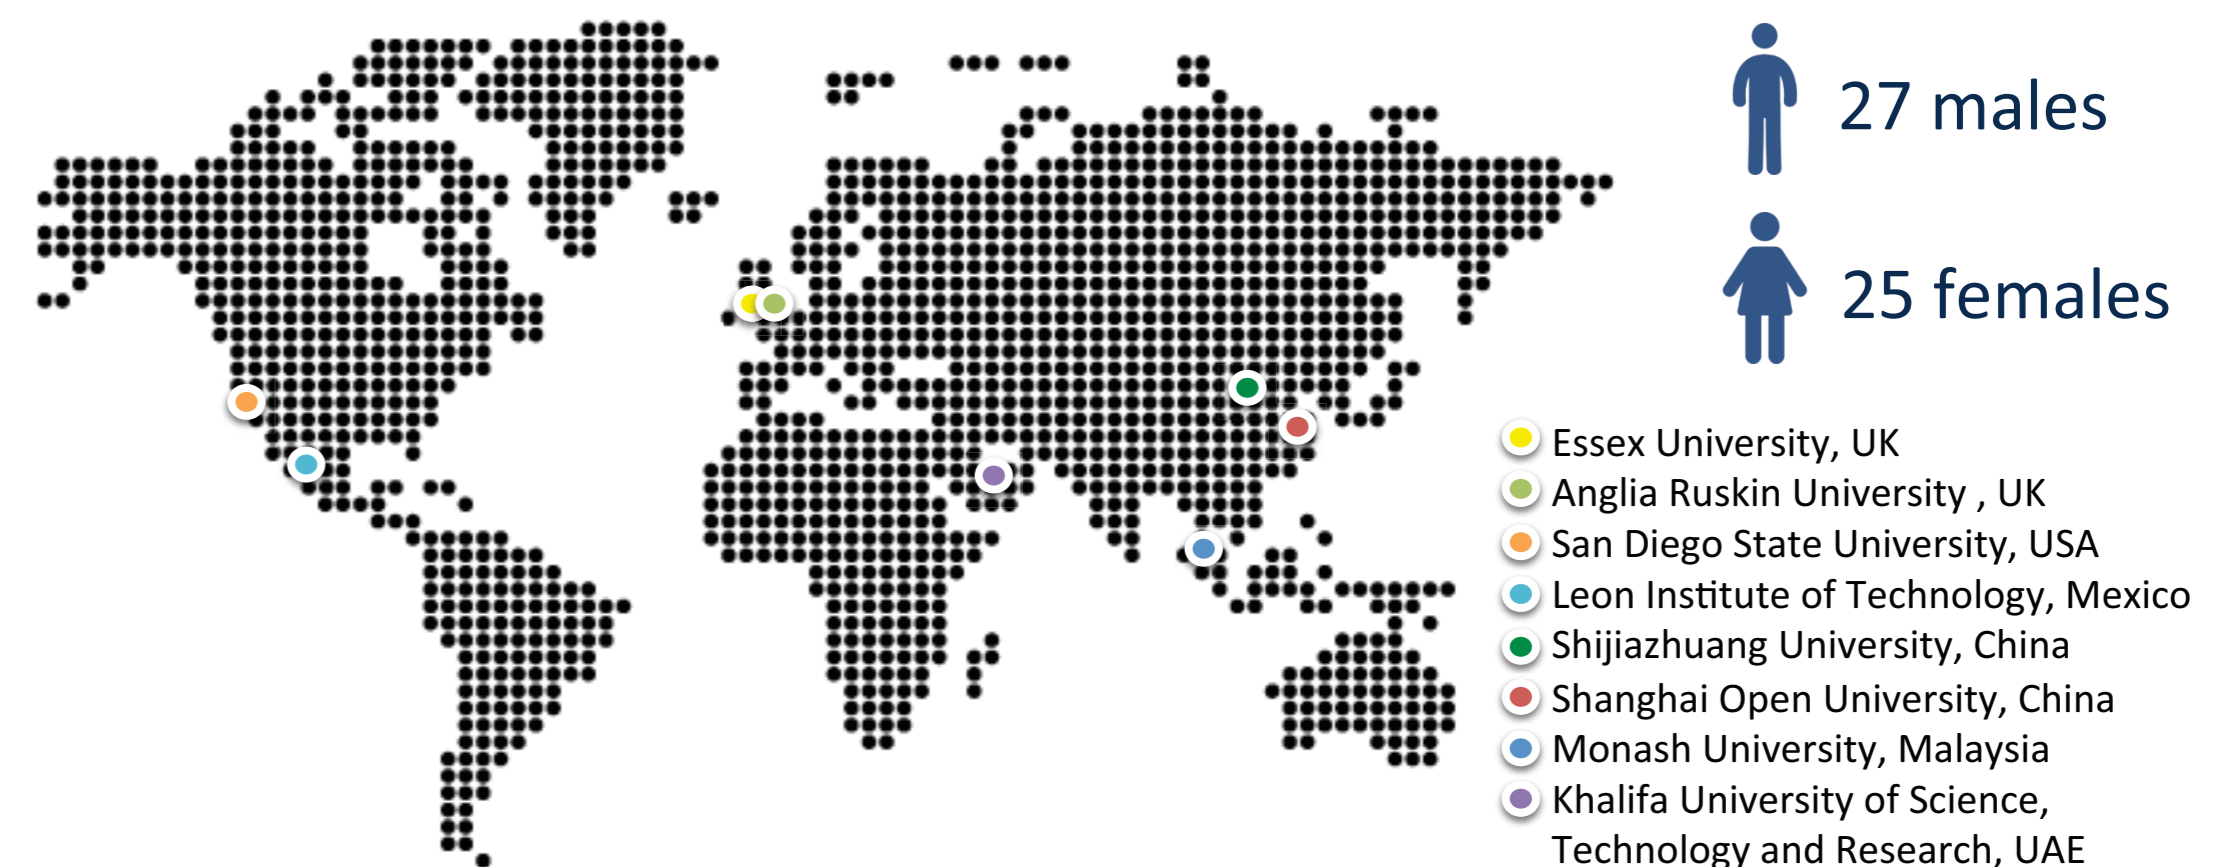 27 males
25 females
Essex University, UK
Anglia Ruskin University , UK
San Diego State University, USA
Leon Institute of Technology, Mexico
Shijiazhuang University, China
Shanghai Open University, China
Monash University, Malaysia
Khalifa University of Science,
Technology and Research, UAE